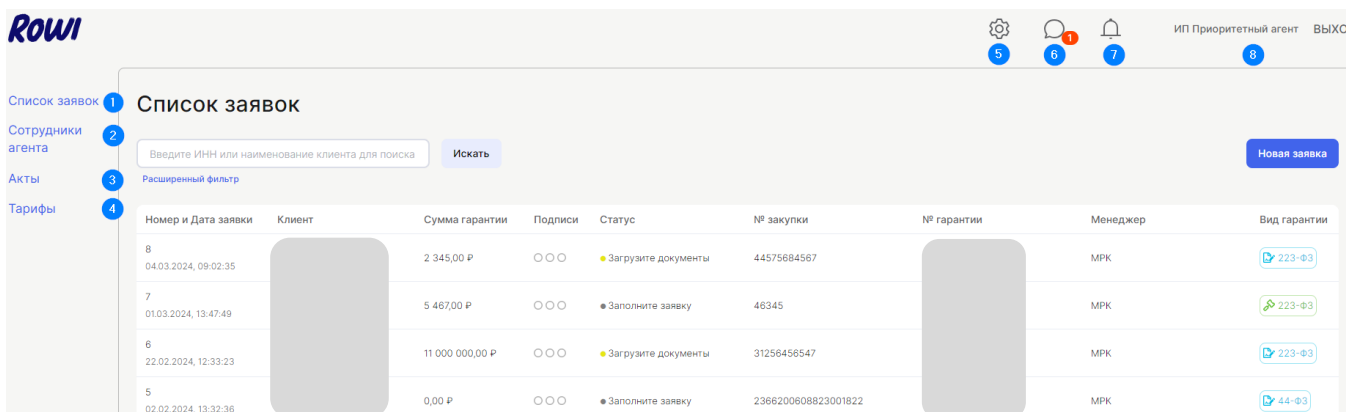 ROWI
5
1
6
7
ИП Приоритетный агент
8
ВЫХО
Список заявок 1
Сотрудники агента 2
Акты 3
Тарифы 4
Список заявок
Введите ИНН или наименование клиента для поиска
Искать
Новая заявка
Расширенный фильтр
Номер и Дата заявки Клиент Сумма гарантии Подписи Статус № закупки № гарантии Менеджер Вид гарантии
8
04.03.2024, 09:02:35 2 345,00 ₽ Загрузите документы 44575684567 МРК 223-ФЗ
7
01.03.2024, 13:47:49 5 467,00 ₽ Заполните заявку 46345 МРК 223-ФЗ
6
22.02.2024, 12:33:23 11 000 000,00 ₽ Загрузите документы 31256456547 МРК 223-ФЗ
5
02.02.2024, 13:32:36 0,00 ₽ Заполните заявку 2366200608823001822 МРК 44-ФЗ